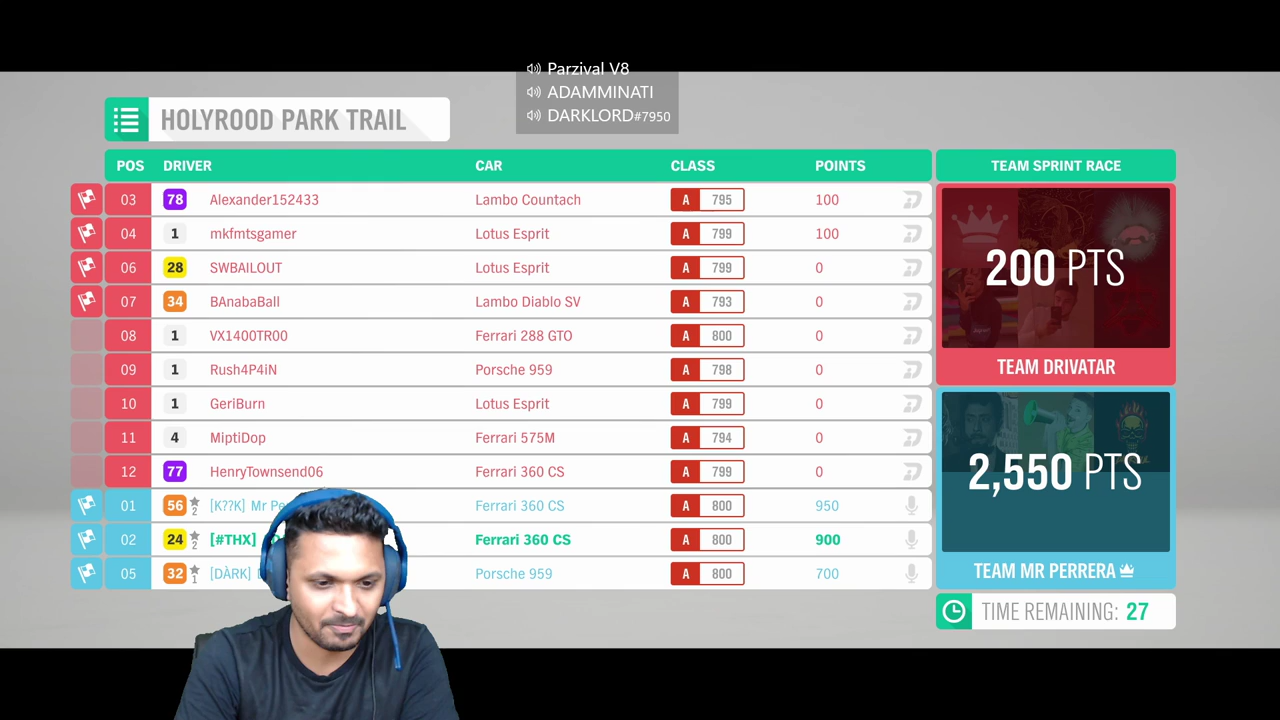 Parzival V8
ADAMMINATI
DARKLORD#7950
HOLYROOD PARK TRAIL
POS DRIVER CAR CLASS POINTS
03 78 Alexander152433 Lambo Countach A 795 100
04 1 mkfmtsgamer Lotus Esprit A 799 100
06 28 SWBAILOUT Lotus Esprit A 799 0
07 34 BAnabaBall Lambo Diablo SV A 793 0
08 1 VX1400TR00 Ferrari 288 GTO A 800 0
09 1 Rush4P4iN Porsche 959 A 798 0
10 1 GeriBurn Lotus Esprit A 799 0
11 4 MiptiDop Ferrari 575M A 794 0
12 77 HenryTownsend06 Ferrari 360 CS A 799 0
01 56 2 [K??K] Mr Ferrari 360 CS A 800 950
02 24 2 [#THX] Ferrari 360 CS A 800 900
05 32 1 [DÀRK] Porsche 959 A 800 700
TEAM SPRINT RACE
200 PTS
TEAM DRIVATAR
2,550 PTS
TEAM MR PERRERA
TIME REMAINING: 27